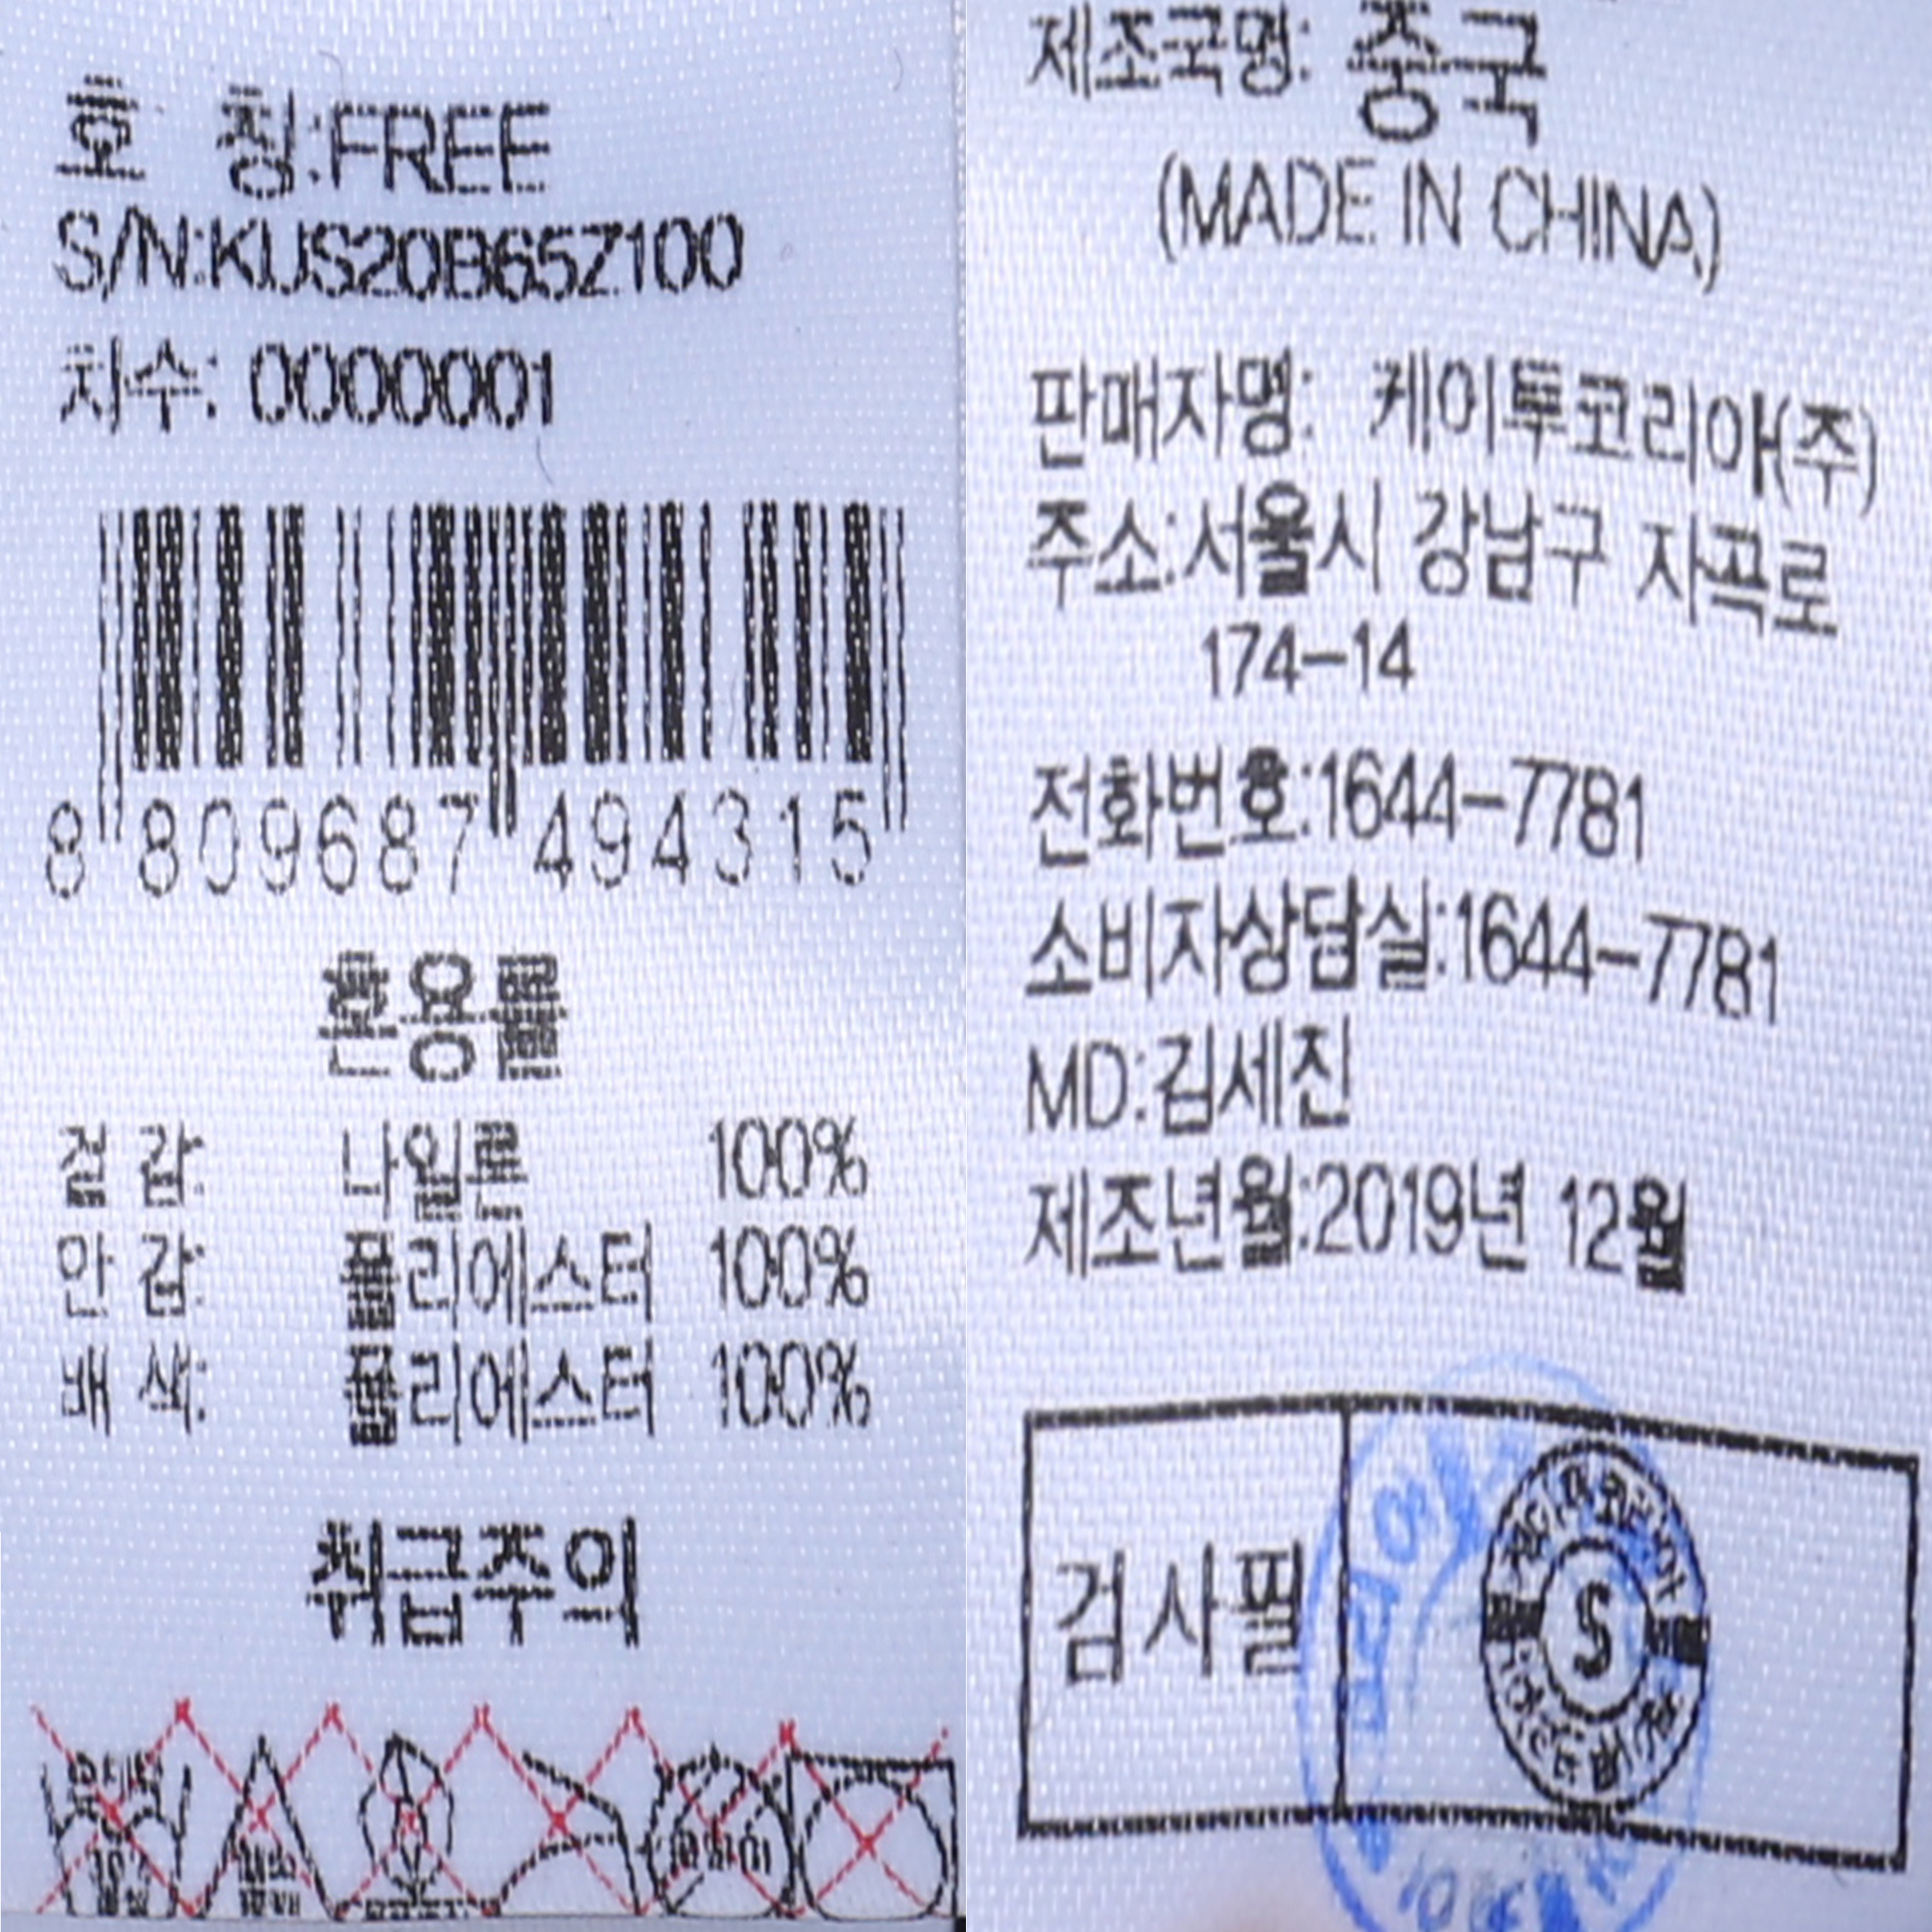 호 칭:FREE
S/N:KUS20B65Z100
차수: 0000001
8 809687 494315
혼용률
겉 감: 나일론 100%
안 감: 폴리에스터 100%
배 색: 폴리에스터 100%
취급주의
제조국명: 중국
(MADE IN CHINA)
판매자명: 케이투코리아(주)
주소:서울시 강남구 자곡로
174-14
전화번호:1644-7781
소비자상담실:1644-7781
MD:김세진
제조년월:2019년 12월
검사필
S